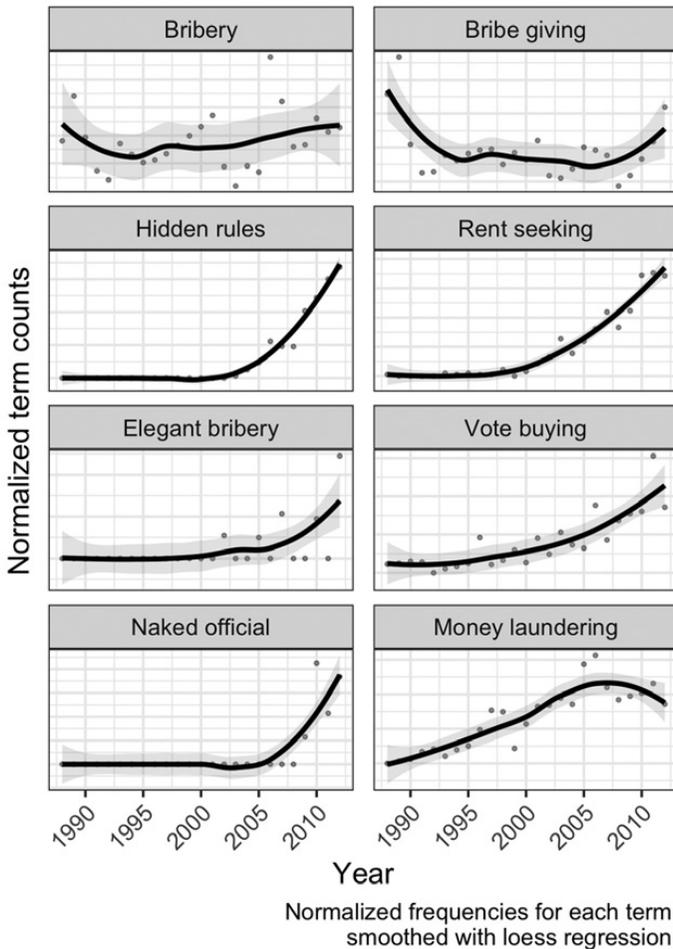 Bribery
Bribe giving
Hidden rules
Rent seeking
Elegant bribery
Vote buying
Naked official
Money laundering
Normalized term counts
1990 1995 2000 2005 2010
1990 1995 2000 2005 2010
Year
Normalized frequencies for each term
smoothed with loess regression